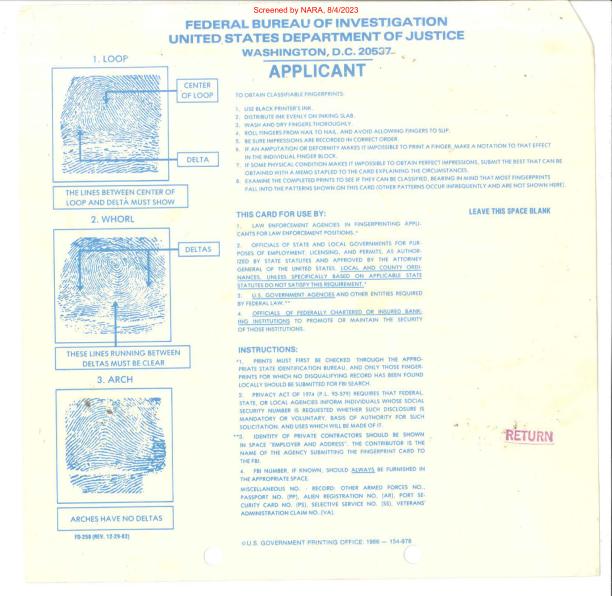 Screened by NARA, 8/4/2023
FEDERAL BUREAU OF INVESTIGATION
UNITED STATES DEPARTMENT OF JUSTICE
WASHINGTON, D.C. 20537
APPLICANT
1. LOOP
CENTER
OF LOOP
DELTA
THE LINES BETWEEN CENTER OF
LOOP AND DELTA MUST SHOW
2. WHORL
DELTAS
THESE LINES RUNNING BETWEEN
DELTAS MUST BE CLEAR
3. ARCH
ARCHES HAVE NO DELTAS
FD-258 (REV. 12-29-82)
TO OBTAIN CLASSIFIABLE FINGERPRINTS:
1. USE BLACK PRINTER'S INK.
2. DISTRIBUTE INK EVENLY ON INKING SLAB.
3. WASH AND DRY FINGERS THOROUGHLY.
4. ROLL FINGERS FROM NAIL TO NAIL, AND AVOID ALLOWING FINGERS TO SLIP.
5. BE SURE IMPRESSIONS ARE RECORDED IN CORRECT ORDER.
6. IF AN AMPUTATION OR DEFORMITY MAKES IT IMPOSSIBLE TO PRINT A FINGER, MAKE A NOTATION TO THAT EFFECT
IN THE INDIVIDUAL FINGER BLOCK.
7. IF SOME PHYSICAL CONDITION MAKES IT IMPOSSIBLE TO OBTAIN PERFECT IMPRESSIONS, SUBMIT THE BEST THAT CAN BE
OBTAINED WITH A MEMO STAPLED TO THE CARD EXPLAINING THE CIRCUMSTANCES.
8. EXAMINE THE COMPLETED PRINTS TO SEE IF THEY CAN BE CLASSIFIED, BEARING IN MIND THAT MOST FINGERPRINTS
FALL INTO THE PATTERNS SHOWN ON THIS CARD (OTHER PATTERNS OCCUR INFREQUENTLY AND ARE NOT SHOWN HERE).
THIS CARD FOR USE BY:
1. LAW ENFORCEMENT AGENCIES IN FINGERPRINTING APPLI-
CANTS FOR LAW ENFORCEMENT POSITIONS.*
2. OFFICIALS OF STATE AND LOCAL GOVERNMENTS FOR PUR-
POSES OF EMPLOYMENT, LICENSING, AND PERMITS, AS AUTHOR-
IZED BY STATE STATUTES AND APPROVED BY THE ATTORNEY
GENERAL OF THE UNITED STATES. LOCAL AND COUNTY ORDI-
NANCES, UNLESS SPECIFICALLY BASED ON APPLICABLE STATE
STATUTES DO NOT SATISFY THIS REQUIREMENT.*
3. U.S. GOVERNMENT AGENCIES AND OTHER ENTITIES REQUIRED
BY FEDERAL LAW.**
4. OFFICIALS OF FEDERALLY CHARTERED OR INSURED BANK-
ING INSTITUTIONS TO PROMOTE OR MAINTAIN THE SECURITY
OF THOSE INSTITUTIONS.
INSTRUCTIONS:
*1. PRINTS MUST FIRST BE CHECKED THROUGH THE APPRO-
PRIATE STATE IDENTIFICATION BUREAU, AND ONLY THOSE FINGER-
PRINTS FOR WHICH NO DISQUALIFYING RECORD HAS BEEN FOUND
LOCALLY SHOULD BE SUBMITTED FOR FBI SEARCH.
2. PRIVACY ACT OF 1974 (P.L. 93-579) REQUIRES THAT FEDERAL,
STATE, OR LOCAL AGENCIES INFORM INDIVIDUALS WHOSE SOCIAL
SECURITY NUMBER IS REQUESTED WHETHER SUCH DISCLOSURE IS
MANDATORY OR VOLUNTARY, BASIS OF AUTHORITY FOR SUCH
SOLICITATION, AND USES WHICH WILL BE MADE OF IT.
**3. IDENTITY OF PRIVATE CONTRACTORS SHOULD BE SHOWN
IN SPACE "EMPLOYER AND ADDRESS". THE CONTRIBUTOR IS THE
NAME OF THE AGENCY SUBMITTING THE FINGERPRINT CARD TO
THE FBI.
4. FBI NUMBER, IF KNOWN, SHOULD ALWAYS BE FURNISHED IN
THE APPROPRIATE SPACE.
MISCELLANEOUS NO. - RECORD: OTHER ARMED FORCES NO.,
PASSPORT NO. (PP), ALIEN REGISTRATION NO. (AR), PORT SE-
CURITY CARD NO. (PS), SELECTIVE SERVICE NO. (SS), VETERANS'
ADMINISTRATION CLAIM NO. (VA).
©U.S. GOVERNMENT PRINTING OFFICE: 1986 — 154-878
LEAVE THIS SPACE BLANK
RETURN